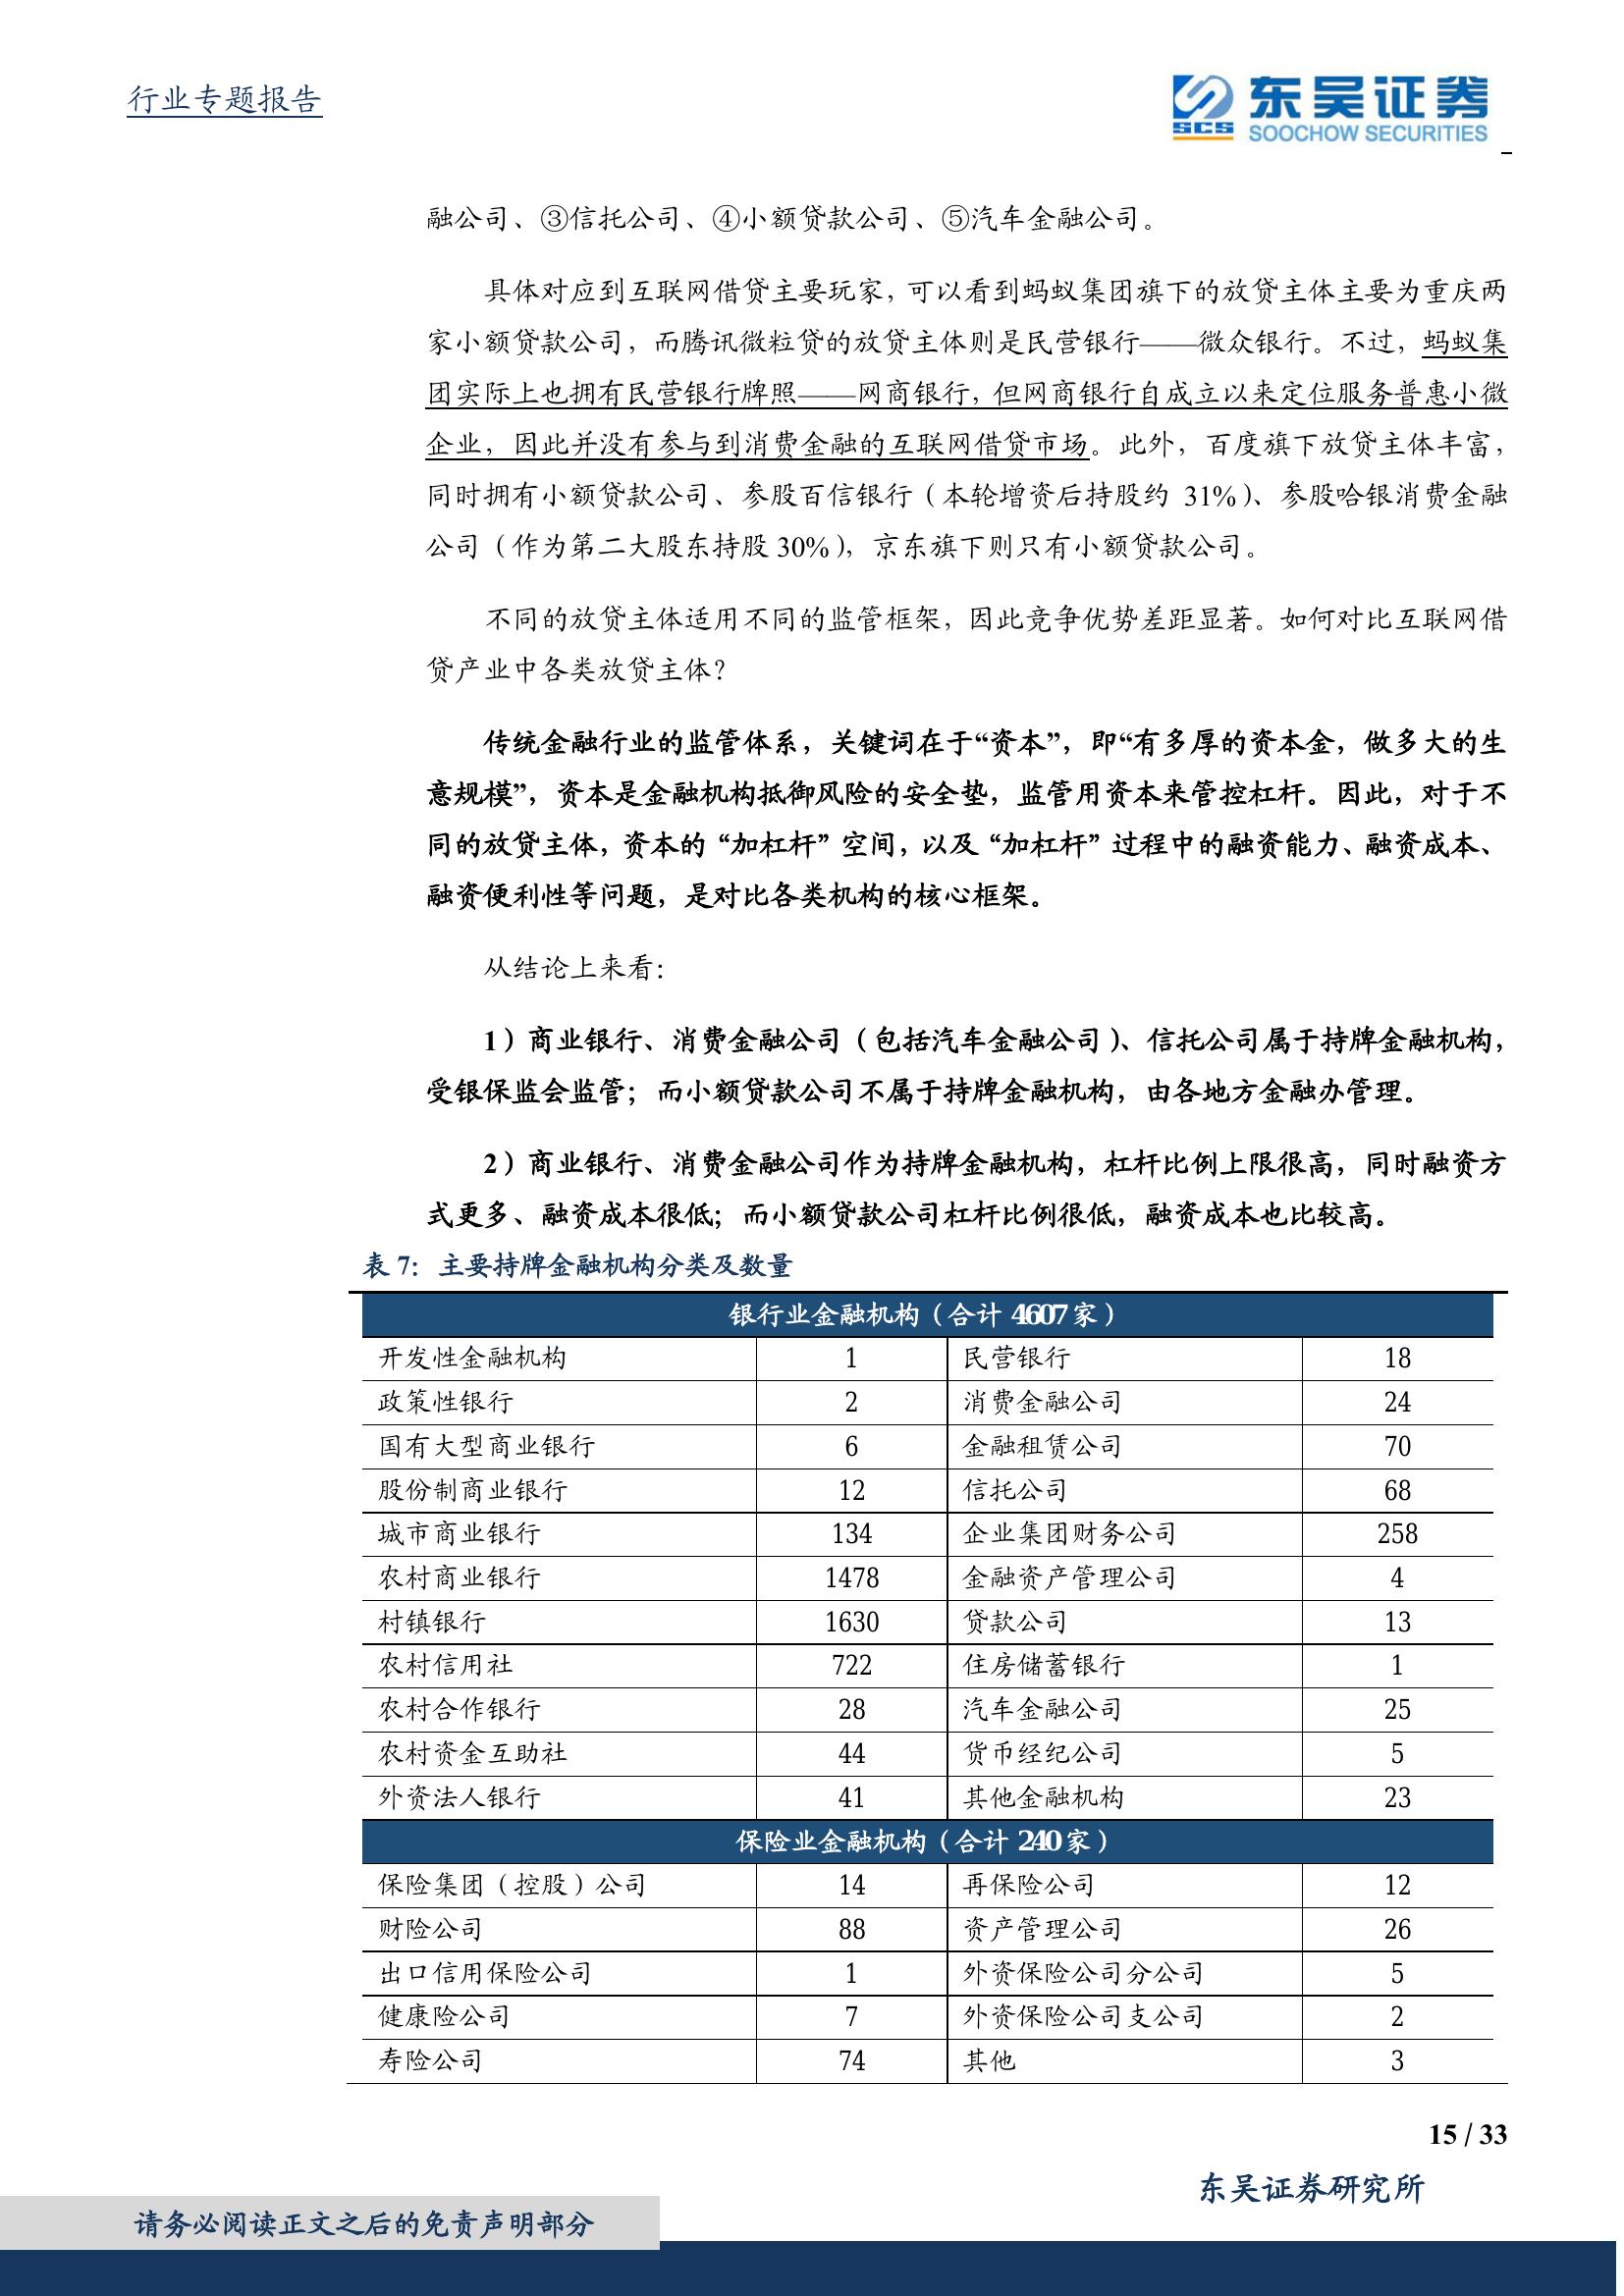 行业专题报告
东吴证券
SCS
SOOCHOW SECURITIES
融公司、③信托公司、④小额贷款公司、⑤汽车金融公司。
具体对应到互联网借贷主要玩家，可以看到蚂蚁集团旗下的放贷主体主要为重庆两
家小额贷款公司，而腾讯微粒贷的放贷主体则是民营银行——微众银行。不过，蚂蚁集
团实际上也拥有民营银行牌照——网商银行，但网商银行自成立以来定位服务普惠小微
企业，因此并没有参与到消费金融的互联网借贷市场。此外，百度旗下放贷主体丰富，
同时拥有小额贷款公司、参股百信银行（本轮增资后持股约 31%）、参股哈银消费金融
公司（作为第二大股东持股 30%），京东旗下则只有小额贷款公司。
不同的放贷主体适用不同的监管框架，因此竞争优势差距显著。如何对比互联网借
贷产业中各类放贷主体？
传统金融行业的监管体系，关键词在于“资本”，即“有多厚的资本金，做多大的生
意规模”，资本是金融机构抵御风险的安全垫，监管用资本来管控杠杆。因此，对于不
同的放贷主体，资本的“加杠杆”空间，以及“加杠杆”过程中的融资能力、融资成本、
融资便利性等问题，是对比各类机构的核心框架。
从结论上来看：
1）商业银行、消费金融公司（包括汽车金融公司）、信托公司属于持牌金融机构，
受银保监会监管；而小额贷款公司不属于持牌金融机构，由各地方金融办管理。
2）商业银行、消费金融公司作为持牌金融机构，杠杆比例上限很高，同时融资方
式更多、融资成本很低；而小额贷款公司杠杆比例很低，融资成本也比较高。
表 7：主要持牌金融机构分类及数量
银行业金融机构（合计 4607 家）
开发性金融机构 1 民营银行 18
政策性银行 2 消费金融公司 24
国有大型商业银行 6 金融租赁公司 70
股份制商业银行 12 信托公司 68
城市商业银行 134 企业集团财务公司 258
农村商业银行 1478 金融资产管理公司 4
村镇银行 1630 贷款公司 13
农村信用社 722 住房储蓄银行 1
农村合作银行 28 汽车金融公司 25
农村资金互助社 44 货币经纪公司 5
外资法人银行 41 其他金融机构 23
保险业金融机构（合计 240 家）
保险集团（控股）公司 14 再保险公司 12
财险公司 88 资产管理公司 26
出口信用保险公司 1 外资保险公司分公司 5
健康险公司 7 外资保险公司支公司 2
寿险公司 74 其他 3
15 / 33
东吴证券研究所
请务必阅读正文之后的免责声明部分